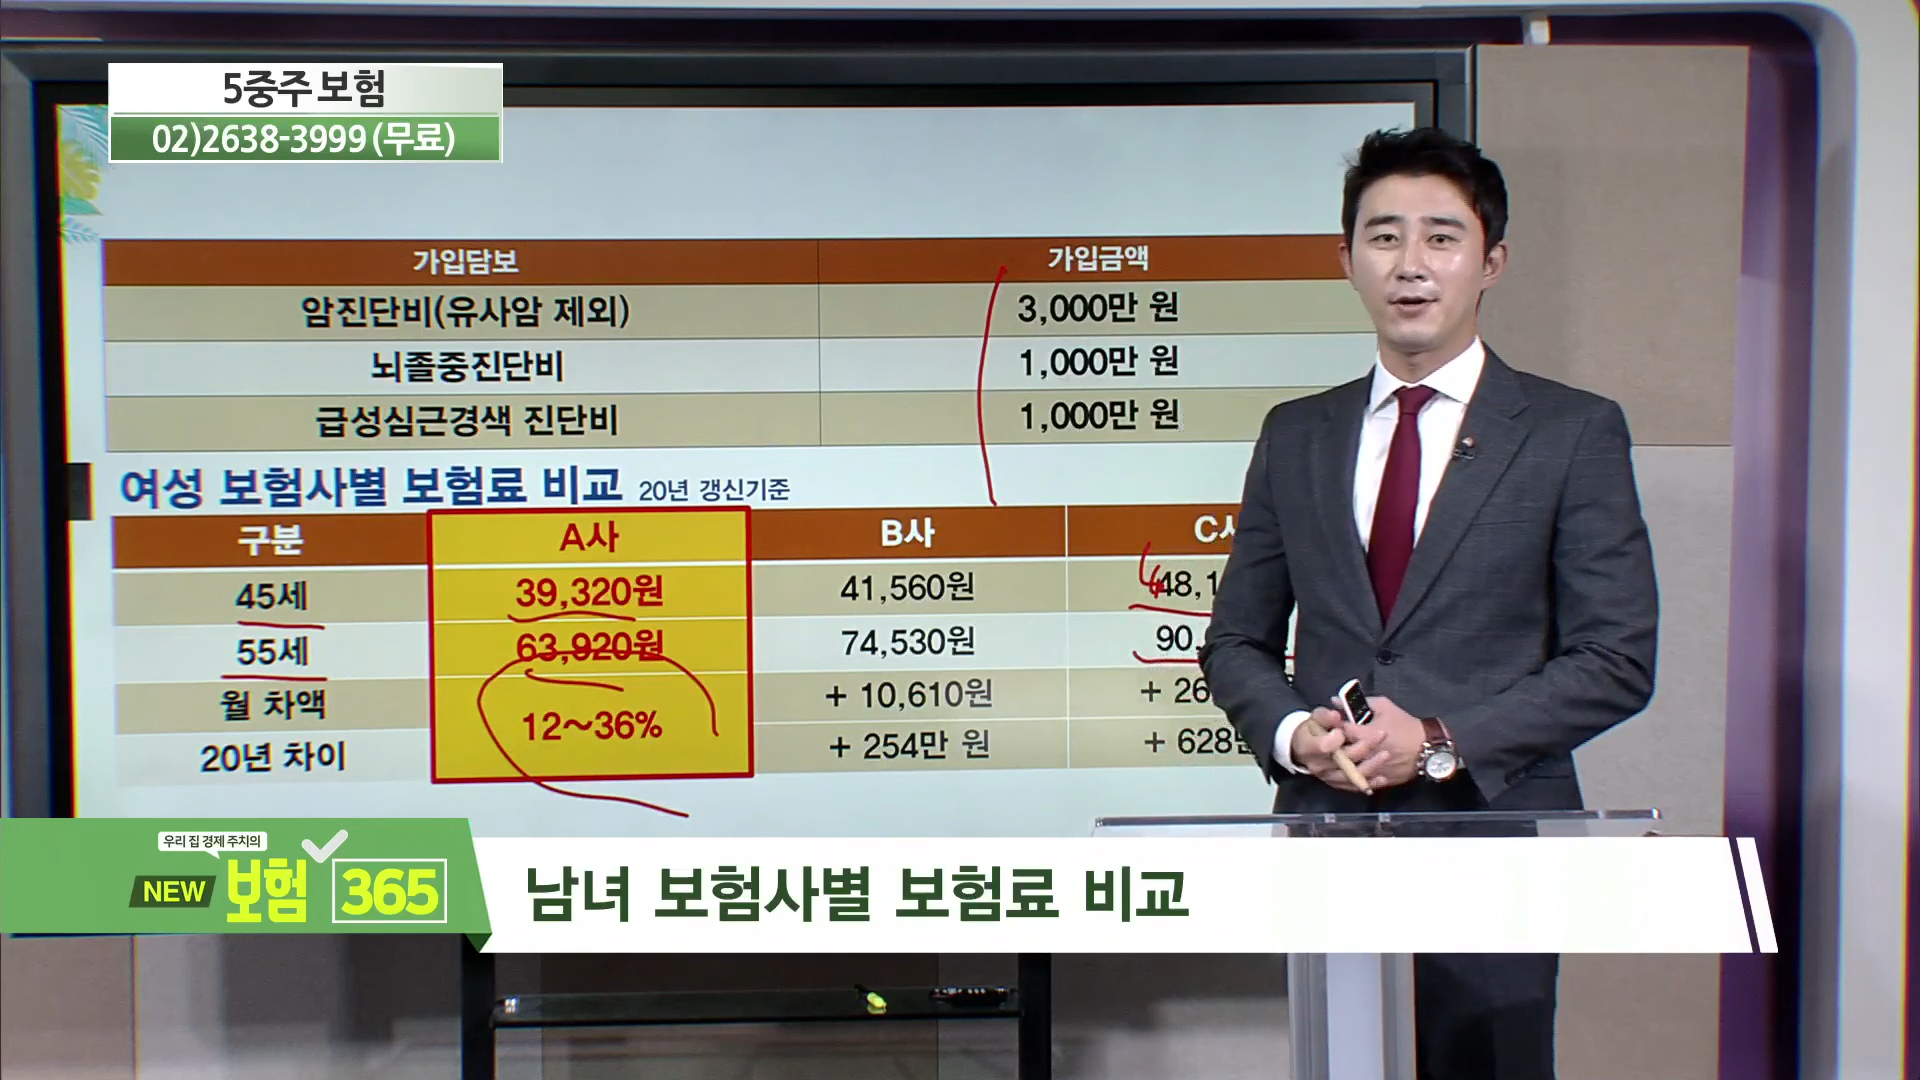 5중주 보험
02)2638-3999 (무료)
가입담보 가입금액
암진단비(유사암 제외) 3,000만 원
뇌졸중진단비 1,000만 원
급성심근경색 진단비 1,000만 원
여성 보험사별 보험료 비교 20년 갱신기준
구분 A사 B사
45세 39,320원 41,560원
55세 63,920원 74,530원
월 차액 12~36% + 10,610원
20년 차이 + 254만 원 + 628만
우리 집 경제 주치의
NEW 보험 365
남녀 보험사별 보험료 비교